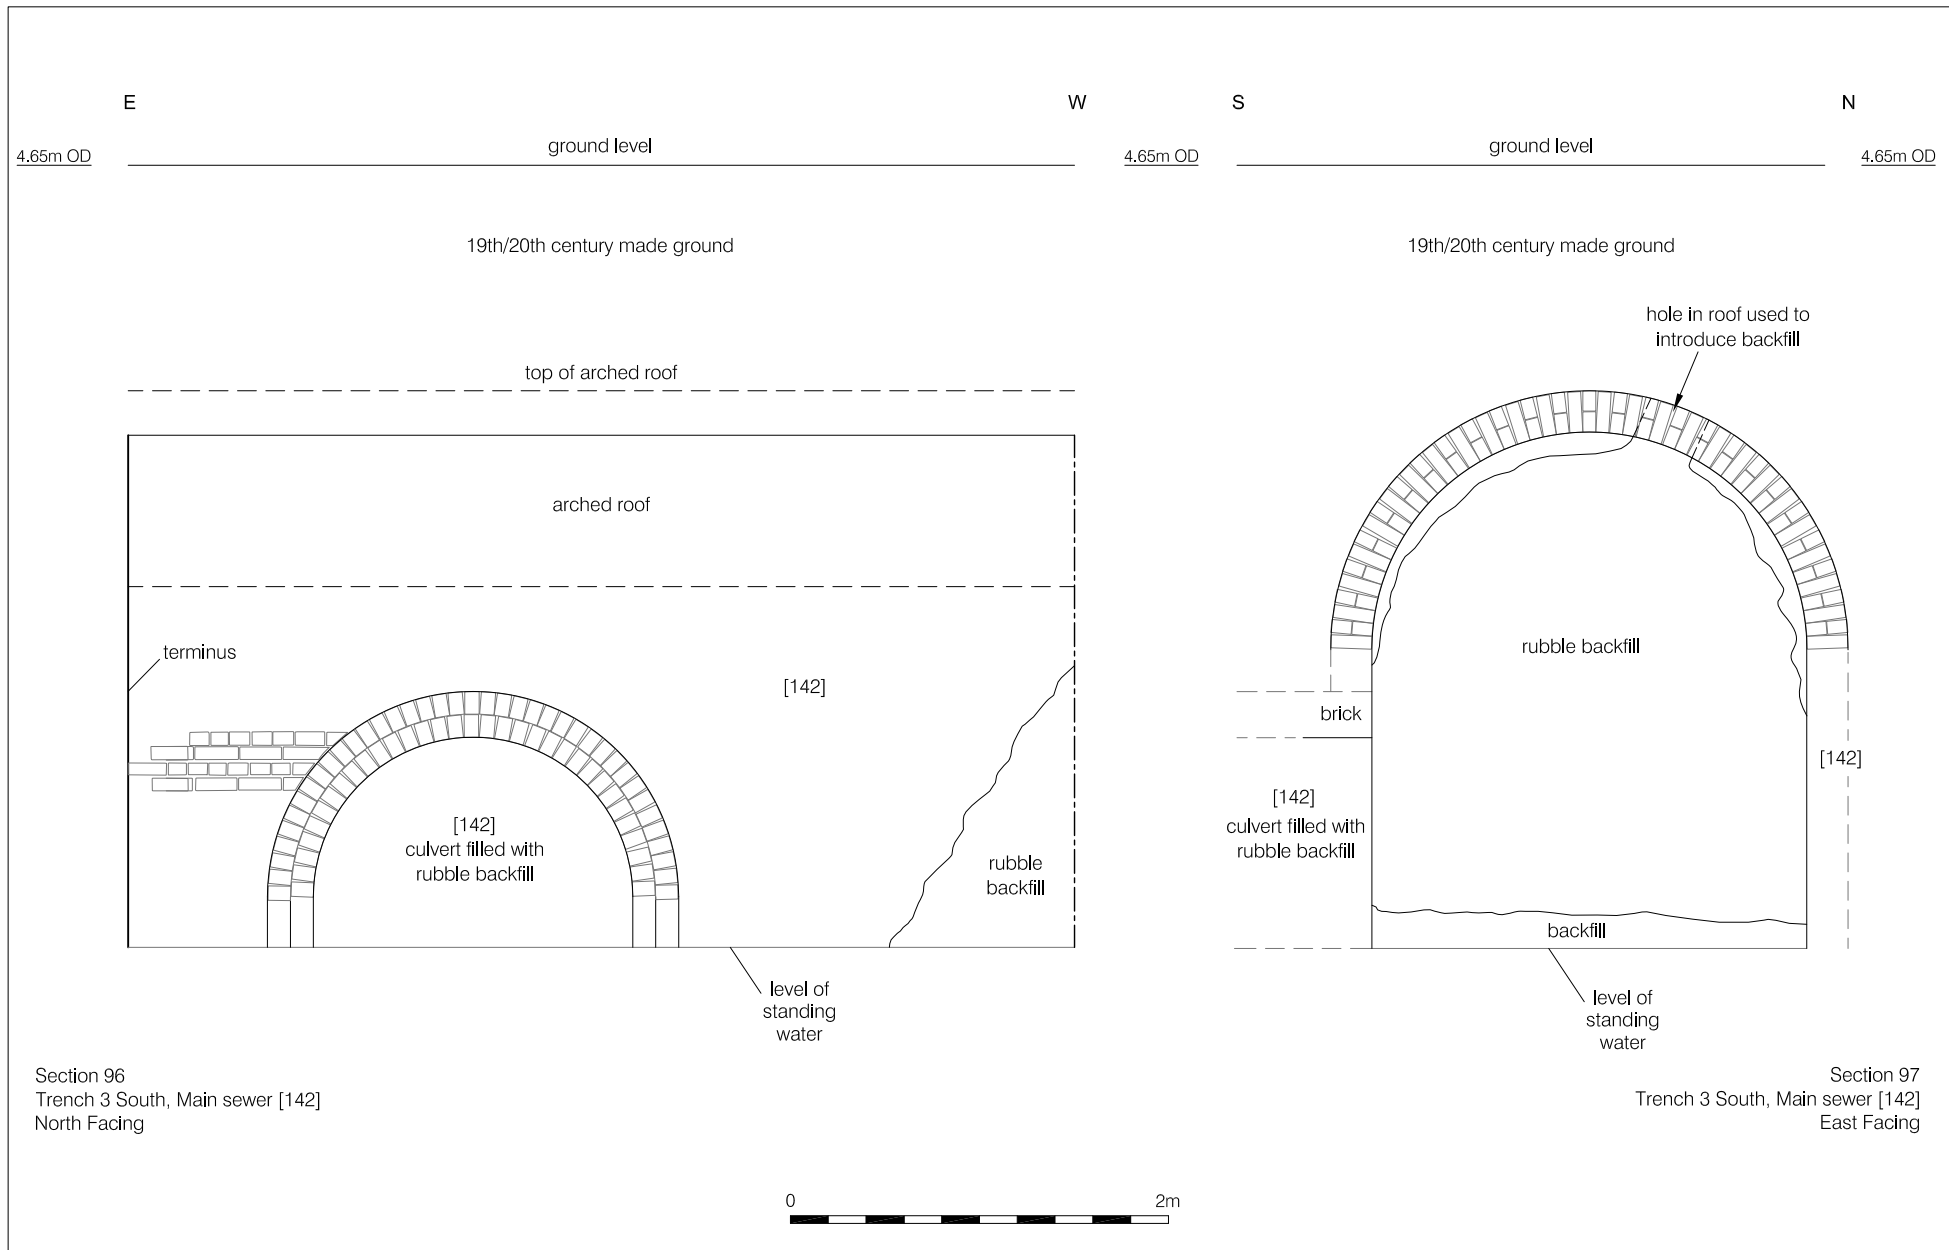 E
W
S
N
4.65m OD
ground level
4.65m OD
ground level
4.65m OD
19th/20th century made ground
19th/20th century made ground
hole in roof used to
introduce backfill
top of arched roof
arched roof
terminus
[142]
[142]
culvert filled with
rubble backfill
rubble
backfill
level of
standing
water
rubble backfill
brick
[142]
[142]
culvert filled with
rubble backfill
backfill
level of
standing
water
Section 96
Trench 3 South, Main sewer [142]
North Facing
Section 97
Trench 3 South, Main sewer [142]
East Facing
0
2m